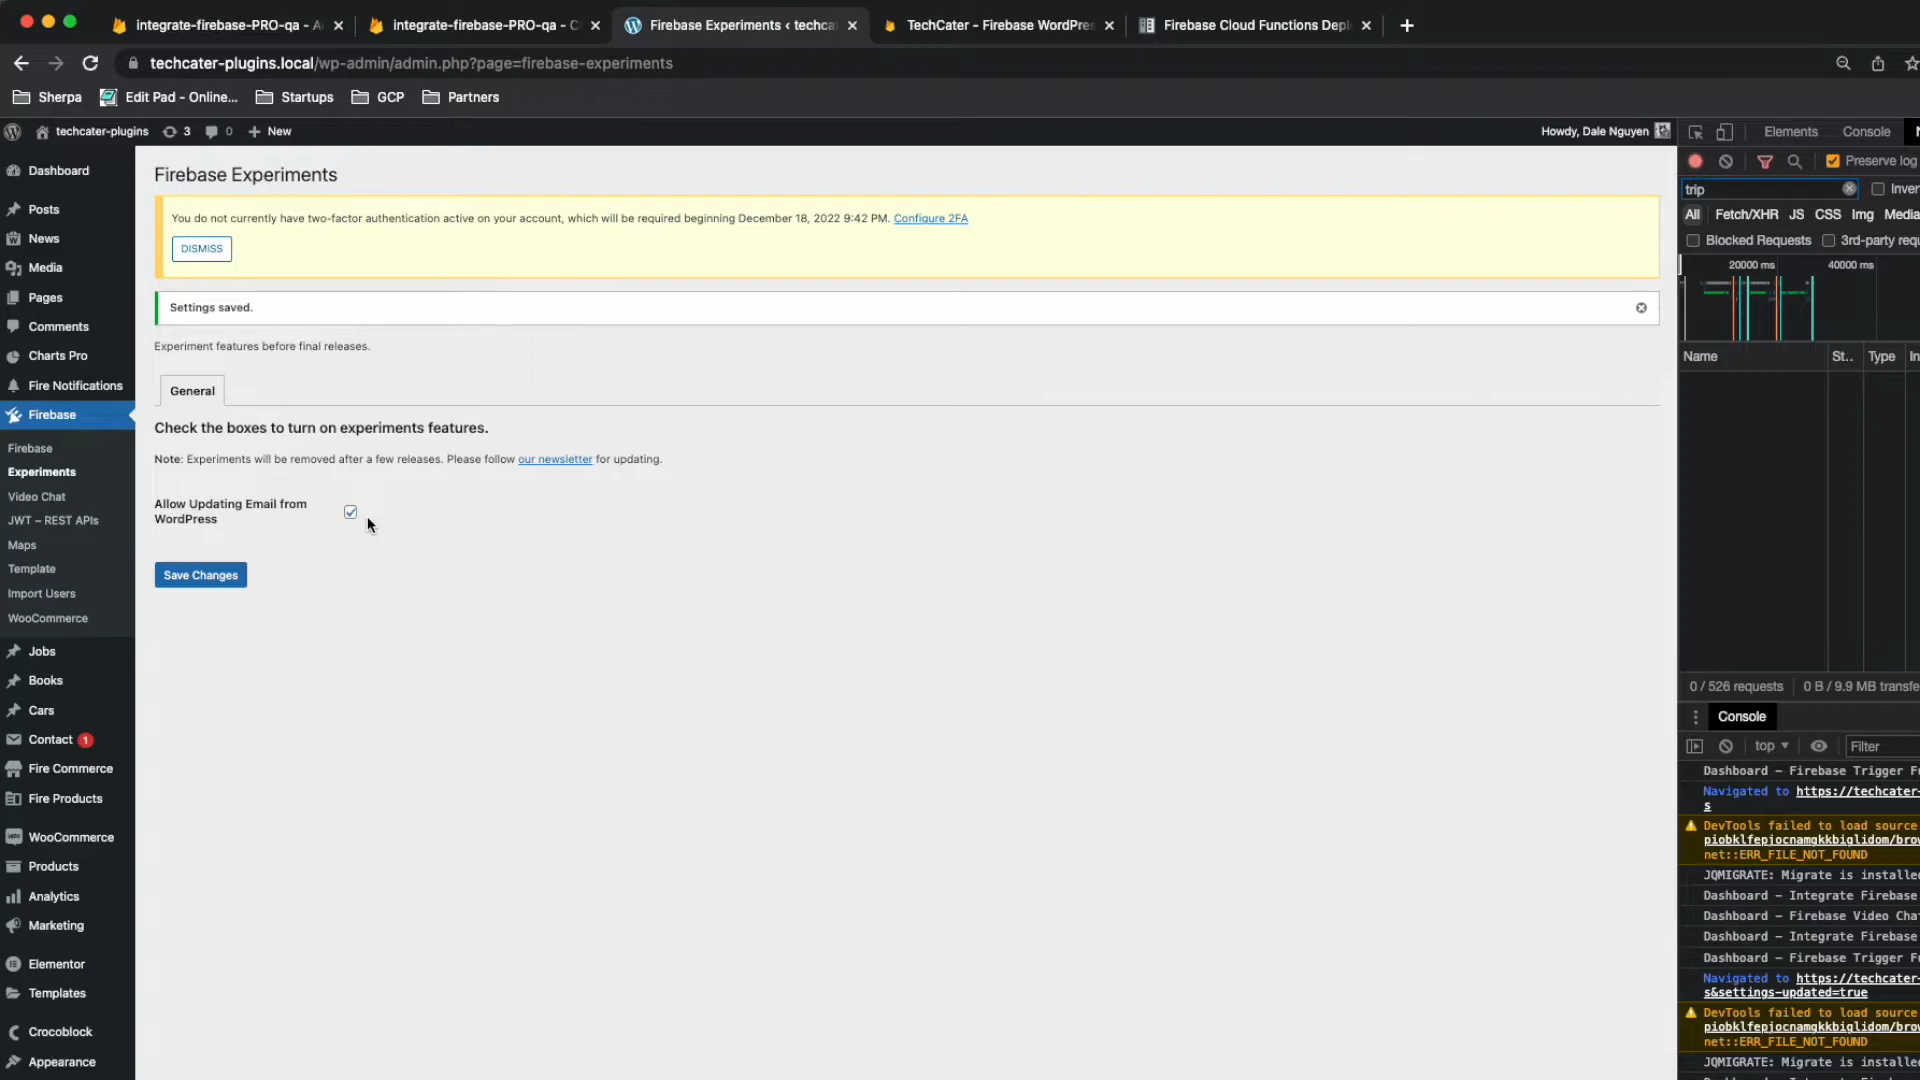 integrate-firebase-PRO-qa - A
integrate-firebase-PRO-qa - C
Firebase Experiments ‹ techca
TechCater - Firebase WordPres
Firebase Cloud Functions Depl
techcater-plugins.local/wp-admin/admin.php?page=firebase-experiments
Sherpa
Edit Pad - Online...
Startups
GCP
Partners
techcater-plugins
3
0
New
Howdy, Dale Nguyen
Dashboard
Posts
News
Media
Pages
Comments
Charts Pro
Fire Notifications
Firebase
Firebase
Experiments
Video Chat
JWT – REST APIs
Maps
Template
Import Users
WooCommerce
Jobs
Books
Cars
Contact 1
Fire Commerce
Fire Products
WooCommerce
Products
Analytics
Marketing
Elementor
Templates
Crocoblock
Appearance
Firebase Experiments
You do not currently have two-factor authentication active on your account, which will be required beginning December 18, 2022 9:42 PM. Configure 2FA
DISMISS
Settings saved.
Experiment features before final releases.
General
Check the boxes to turn on experiments features.
Note: Experiments will be removed after a few releases. Please follow our newsletter for updating.
Allow Updating Email from
WordPress
Save Changes
Elements
Console
Preserve log
trip
Inver
All
Fetch/XHR
JS
CSS
Img
Media
Blocked Requests
3rd-party requ
20000 ms
40000 ms
Name
St..
Type
In
0 / 526 requests
0 B / 9.9 MB transfe
Console
top
Filter
Dashboard – Firebase Trigger Fu
Navigated to https://techcater-
s
DevTools failed to load source
piobklfepjocnamgkkbiglidom/brow
net::ERR_FILE_NOT_FOUND
JQMIGRATE: Migrate is installed
Dashboard – Integrate Firebase
Dashboard – Firebase Video Cha
Dashboard – Integrate Firebase
Dashboard – Firebase Trigger Fu
Navigated to https://techcater-
s&settings-updated=true
DevTools failed to load source
piobklfepjocnamgkkbiglidom/brow
net::ERR_FILE_NOT_FOUND
JQMIGRATE: Migrate is installed